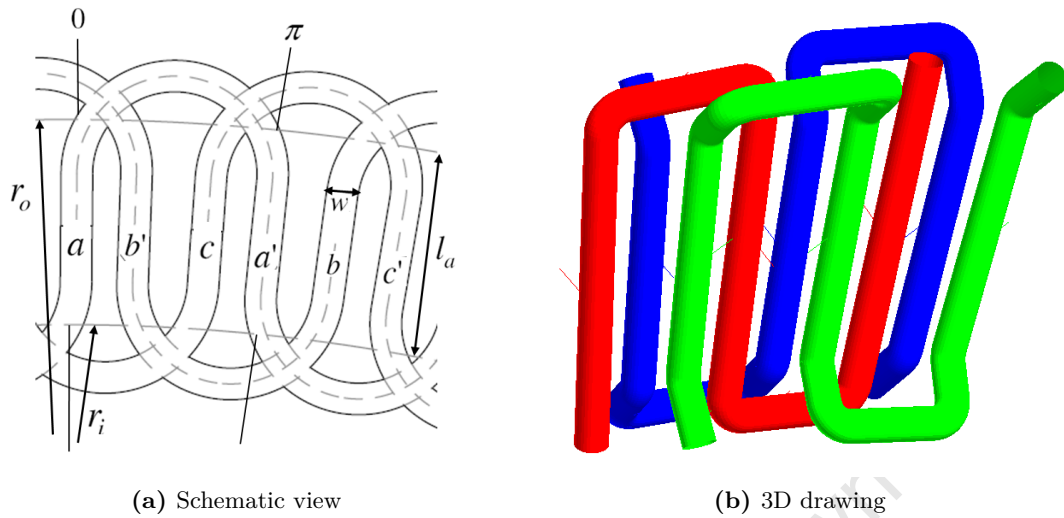 0
π
r_o
w
a
b'
c
a'
b
c'
l_a
r_i
(a) Schematic view
(b) 3D drawing